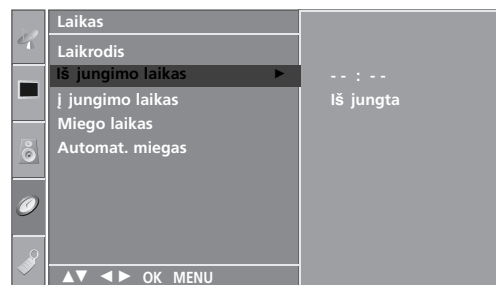 Laikas
Laikrodis
Iš jungimo laikas ► - - : - -
Į jungimo laikas Iš jungta
Miego laikas
Automat. miegas
▲▼ ◄► OK MENU